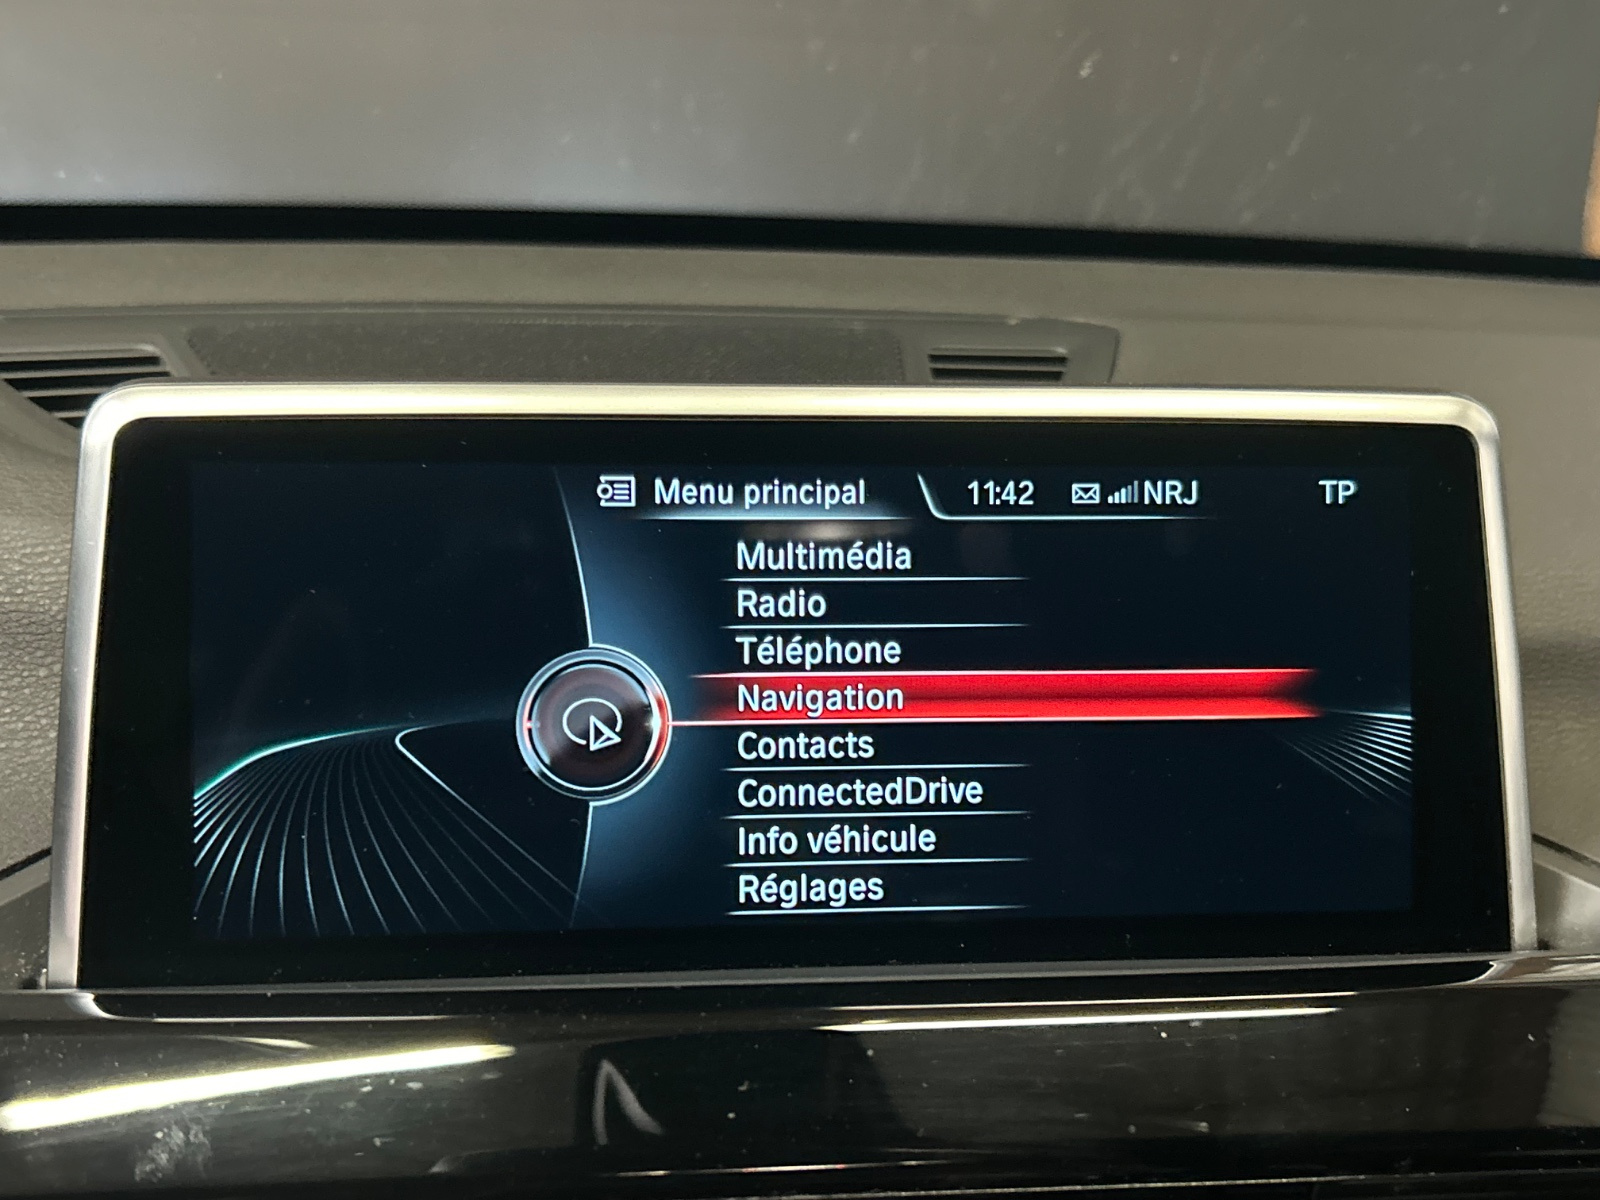 Menu principal 11:42 NRJ TP
Multimédia
Radio
Téléphone
Navigation
Contacts
ConnectedDrive
Info véhicule
Réglages